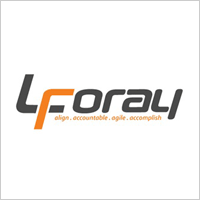 LForay
align . accountable . agile . accomplish